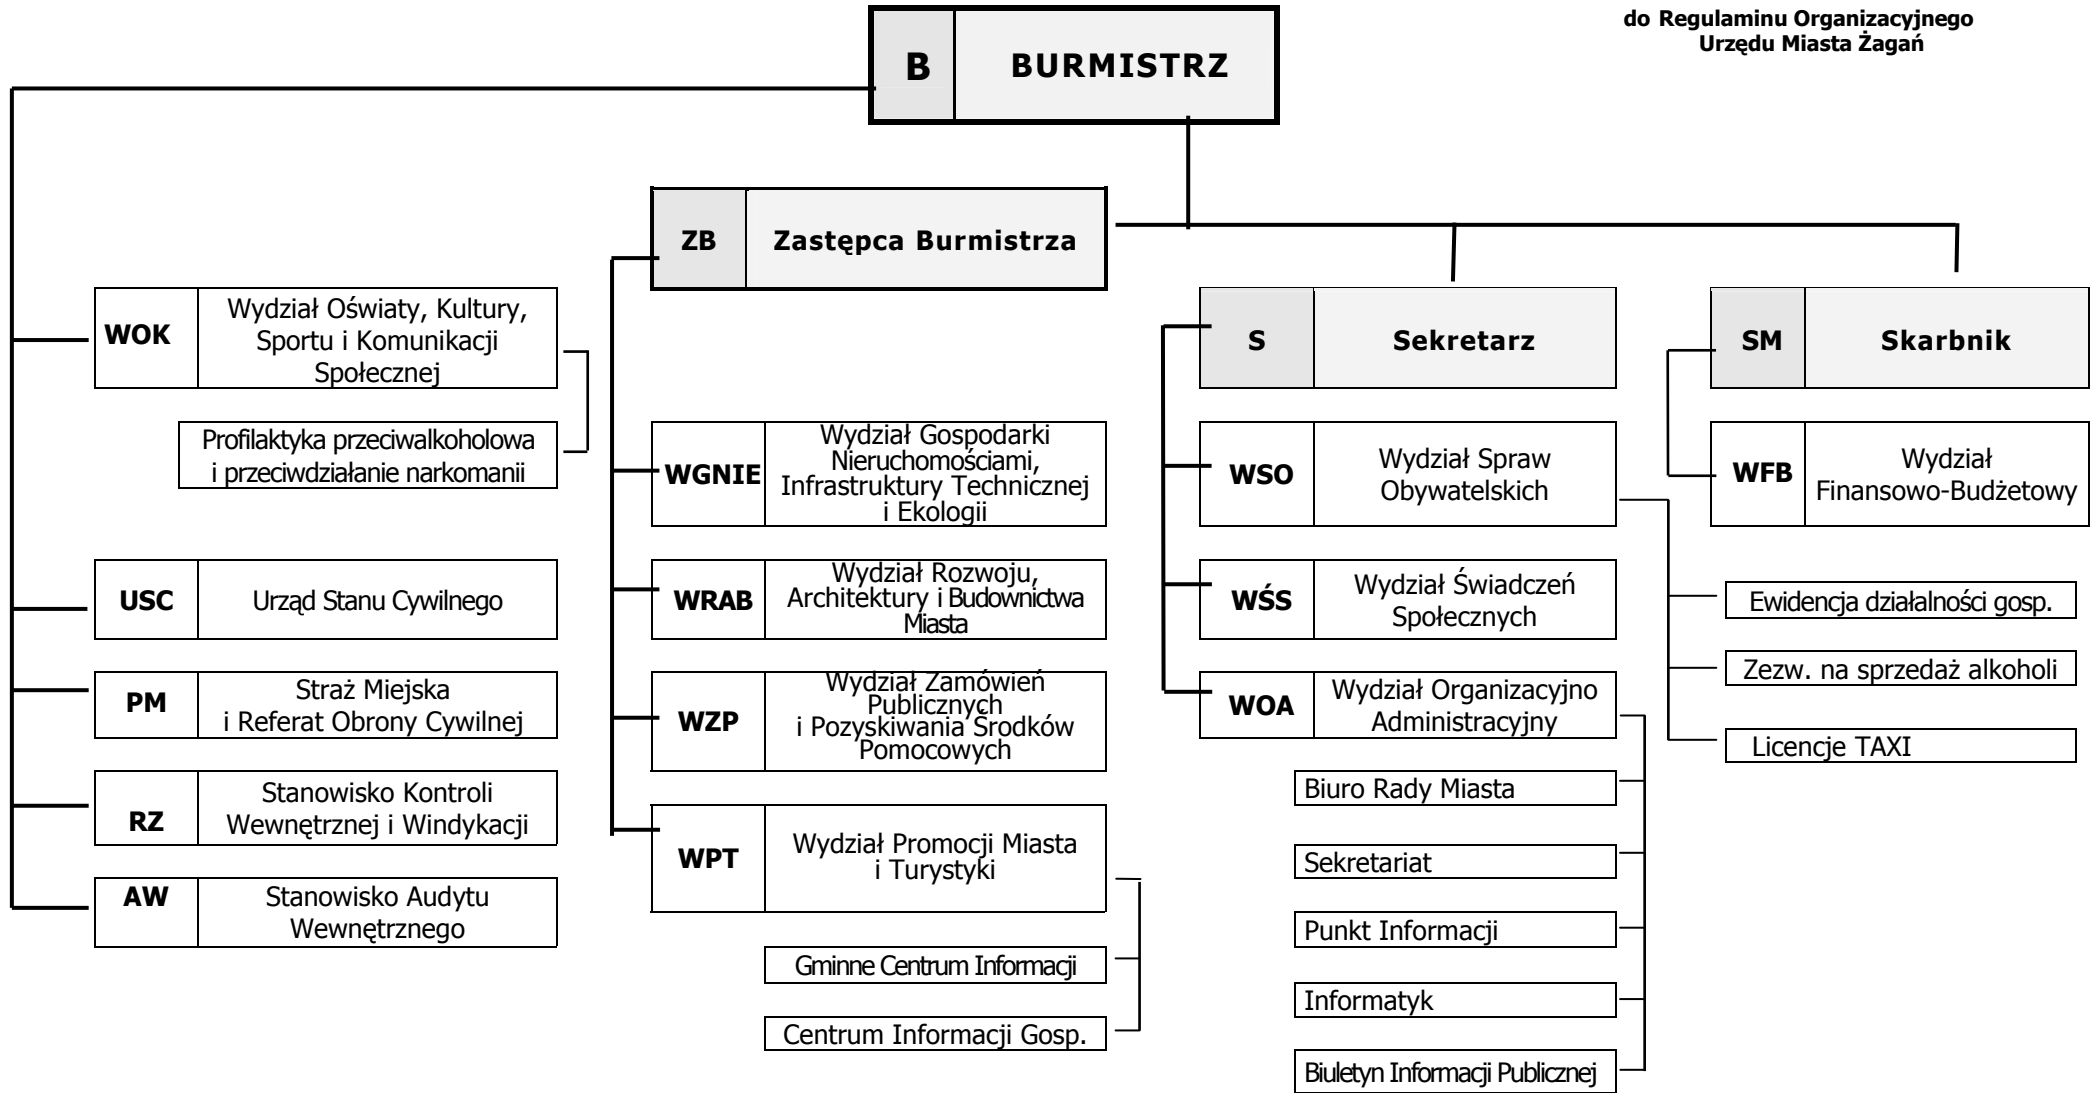 do Regulaminu Organizacyjnego
Urzędu Miasta Żagań
B
BURMISTRZ
ZB
Zastępca Burmistrza
WOK
Wydział Oświaty, Kultury,
Sportu i Komunikacji
Społecznej
Profilaktyka przeciwalkoholowa
i przeciwdziałanie narkomanii
USC
Urząd Stanu Cywilnego
PM
Straż Miejska
i Referat Obrony Cywilnej
RZ
Stanowisko Kontroli
Wewnętrznej i Windykacji
AW
Stanowisko Audytu
Wewnętrznego
WGNIE
Wydział Gospodarki
Nieruchomościami,
Infrastruktury Technicznej
i Ekologii
WRAB
Wydział Rozwoju,
Architektury i Budownictwa
Miasta
WZP
Wydział Zamówień
Publicznych
i Pozyskiwania Środków
Pomocowych
WPT
Wydział Promocji Miasta
i Turystyki
Gminne Centrum Informacji
Centrum Informacji Gosp.
S
Sekretarz
WSO
Wydział Spraw
Obywatelskich
WŚS
Wydział Świadczeń
Społecznych
WOA
Wydział Organizacyjno
Administracyjny
Biuro Rady Miasta
Sekretariat
Punkt Informacji
Informatyk
Biuletyn Informacji Publicznej
SM
Skarbnik
WFB
Wydział
Finansowo-Budżetowy
Ewidencja działalności gosp.
Zezw. na sprzedaż alkoholi
Licencje TAXI